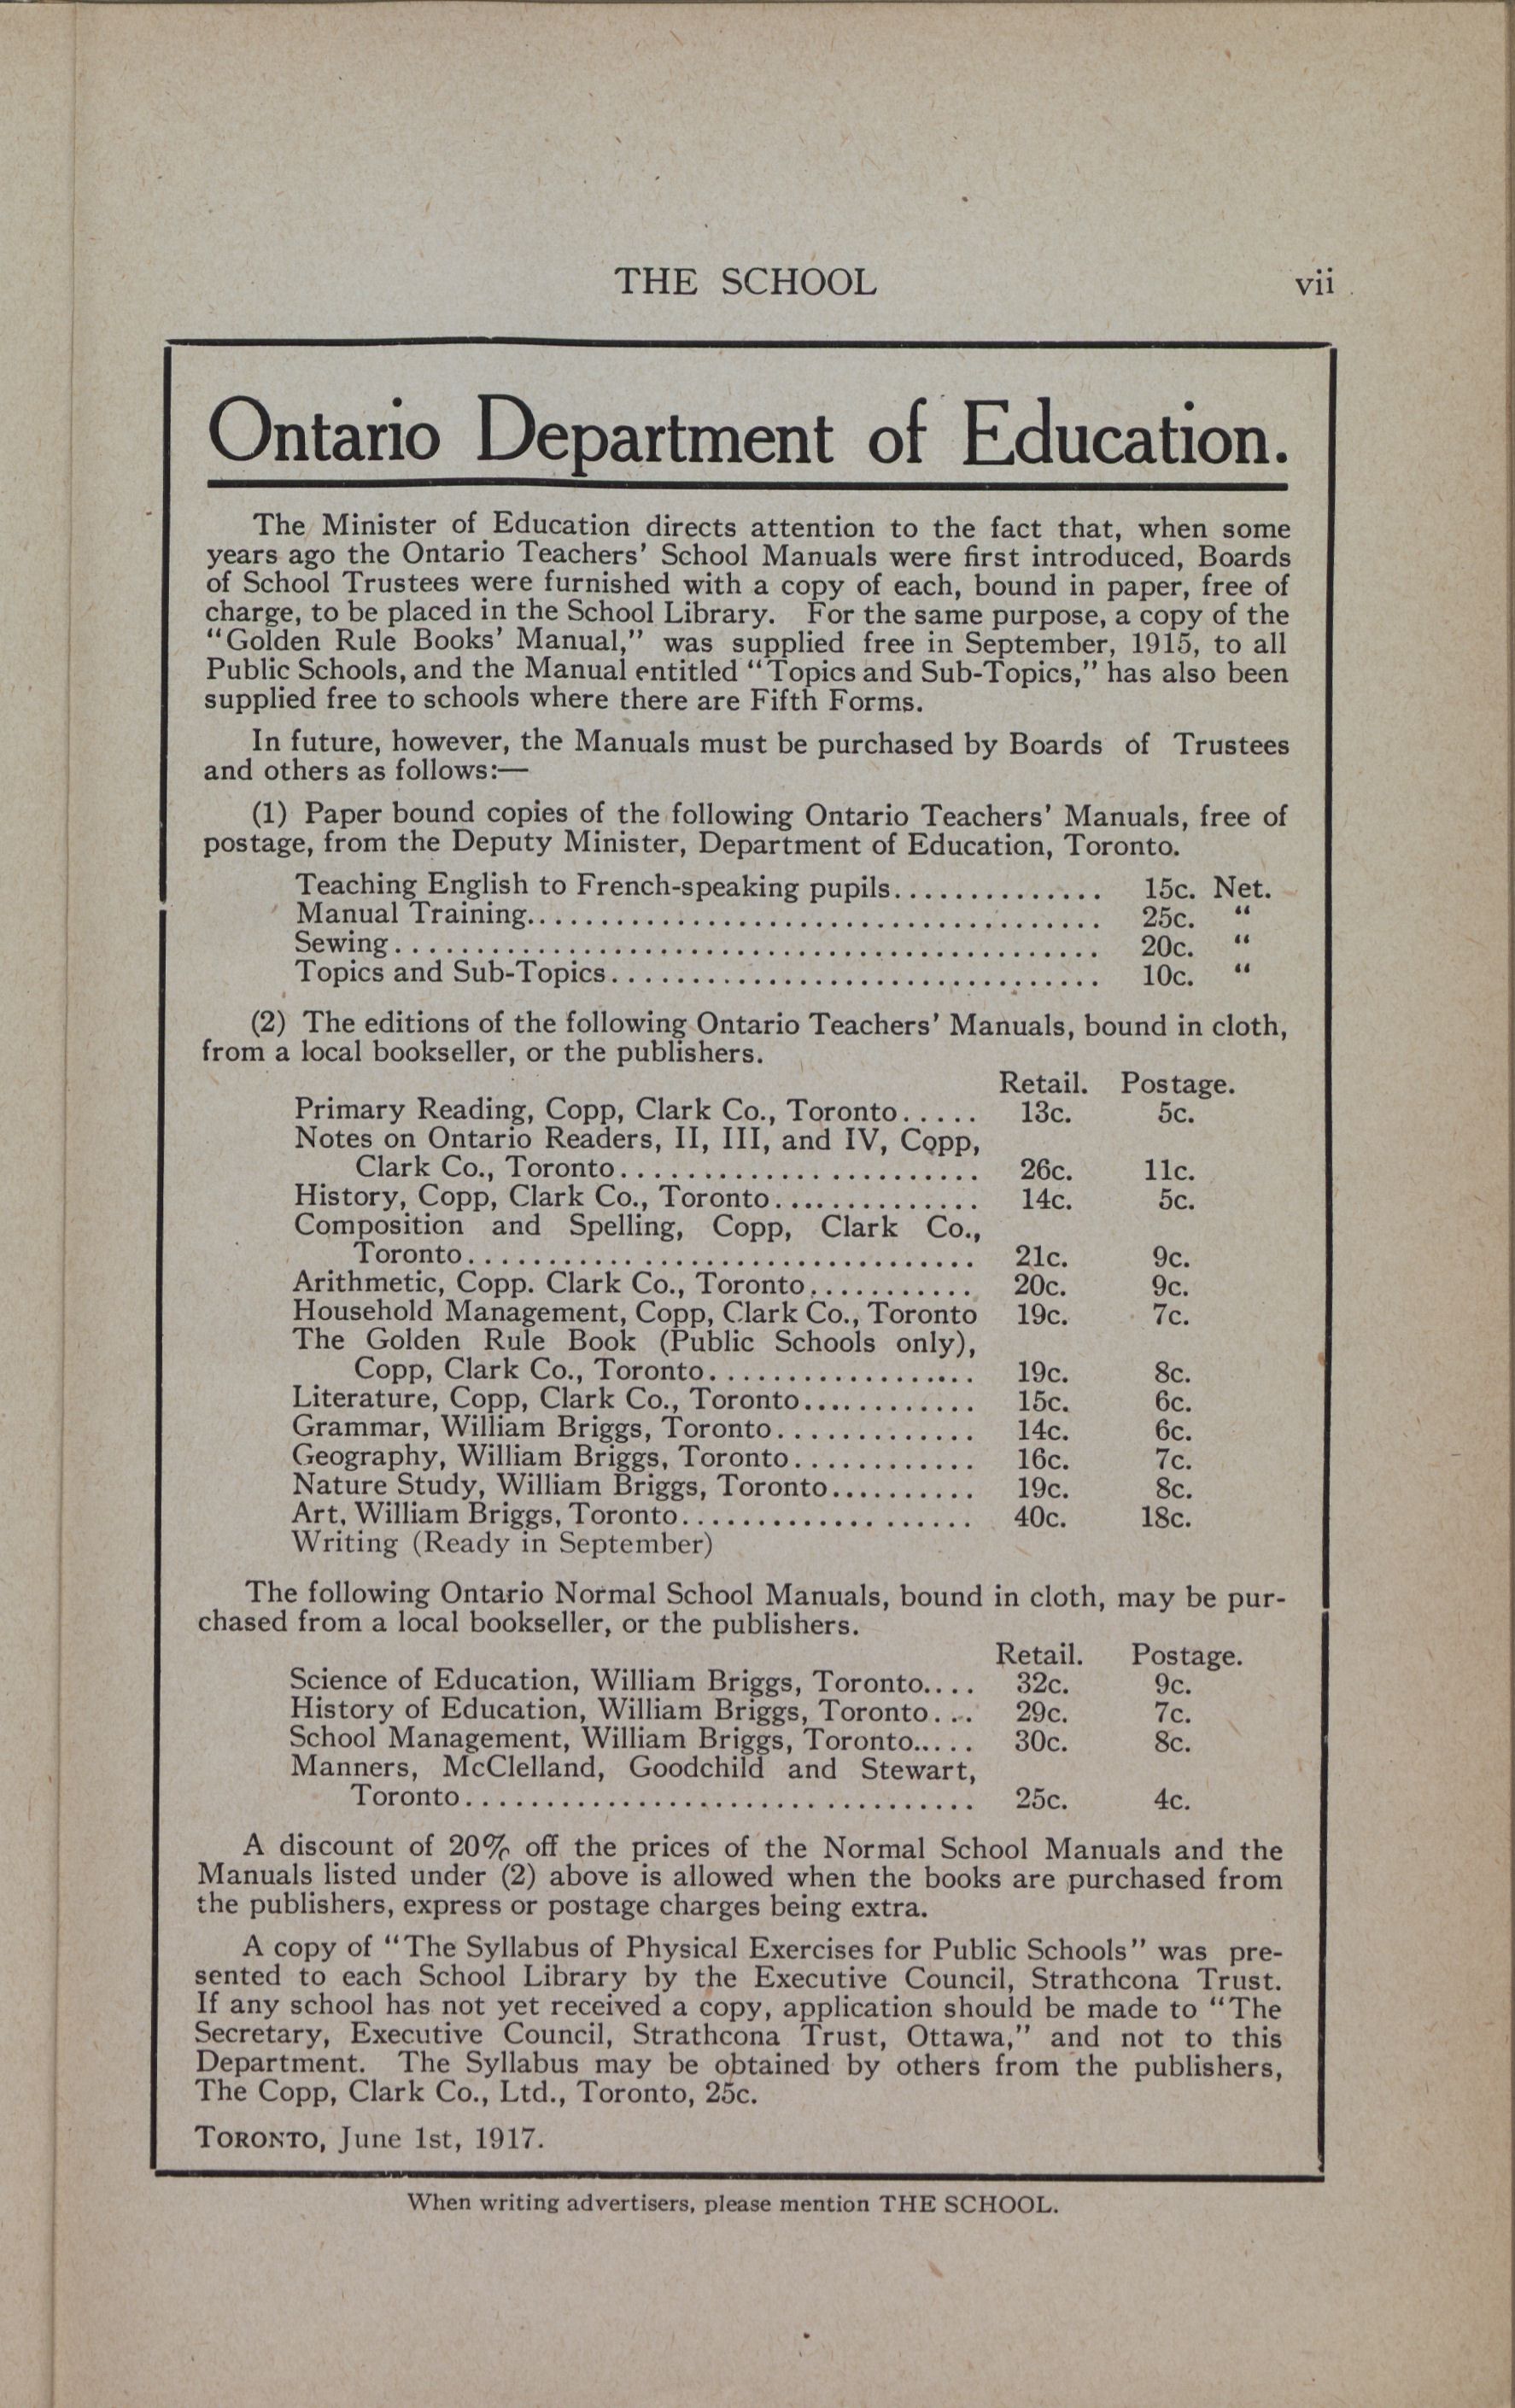 THE SCHOOL vii
Ontario Department of Education.
The Minister of Education directs attention to the fact that, when some
years ago the Ontario Teachers' School Manuals were first introduced, Boards
of School Trustees were furnished with a copy of each, bound in paper, free of
charge, to be placed in the School Library. For the same purpose, a copy of the
"Golden Rule Books' Manual," was supplied free in September, 1915, to all
Public Schools, and the Manual entitled "Topics and Sub-Topics," has also been
supplied free to schools where there are Fifth Forms.
In future, however, the Manuals must be purchased by Boards of Trustees
and others as follows:—
(1) Paper bound copies of the following Ontario Teachers' Manuals, free of
postage, from the Deputy Minister, Department of Education, Toronto.
Teaching English to French-speaking pupils.............. 15c. Net.
Manual Training...................................... 25c. "
Sewing.............................................. 20c. "
Topics and Sub-Topics................................ 10c. "
(2) The editions of the following Ontario Teachers' Manuals, bound in cloth,
from a local bookseller, or the publishers.
Retail. Postage.
Primary Reading, Copp, Clark Co., Toronto..... 13c. 5c.
Notes on Ontario Readers, II, III, and IV, Copp,
Clark Co., Toronto....................... 26c. 11c.
History, Copp, Clark Co., Toronto.............. 14c. 5c.
Composition and Spelling, Copp, Clark Co.,
Toronto................................. 21c. 9c.
Arithmetic, Copp. Clark Co., Toronto........... 20c. 9c.
Household Management, Copp, Clark Co., Toronto 19c. 7c.
The Golden Rule Book (Public Schools only),
Copp, Clark Co., Toronto.................. 19c. 8c.
Literature, Copp, Clark Co., Toronto............ 15c. 6c.
Grammar, William Briggs, Toronto............. 14c. 6c.
Geography, William Briggs, Toronto............ 16c. 7c.
Nature Study, William Briggs, Toronto.......... 19c. 8c.
Art, William Briggs, Toronto................... 40c. 18c.
Writing (Ready in September)
The following Ontario Normal School Manuals, bound in cloth, may be pur-
chased from a local bookseller, or the publishers.
Retail. Postage.
Science of Education, William Briggs, Toronto.... 32c. 9c.
History of Education, William Briggs, Toronto... 29c. 7c.
School Management, William Briggs, Toronto..... 30c. 8c.
Manners, McClelland, Goodchild and Stewart,
Toronto................................. 25c. 4c.
A discount of 20% off the prices of the Normal School Manuals and the
Manuals listed under (2) above is allowed when the books are purchased from
the publishers, express or postage charges being extra.
A copy of "The Syllabus of Physical Exercises for Public Schools" was pre-
sented to each School Library by the Executive Council, Strathcona Trust.
If any school has not yet received a copy, application should be made to "The
Secretary, Executive Council, Strathcona Trust, Ottawa," and not to this
Department. The Syllabus may be obtained by others from the publishers,
The Copp, Clark Co., Ltd., Toronto, 25c.
TORONTO, June 1st, 1917.
When writing advertisers, please mention THE SCHOOL.